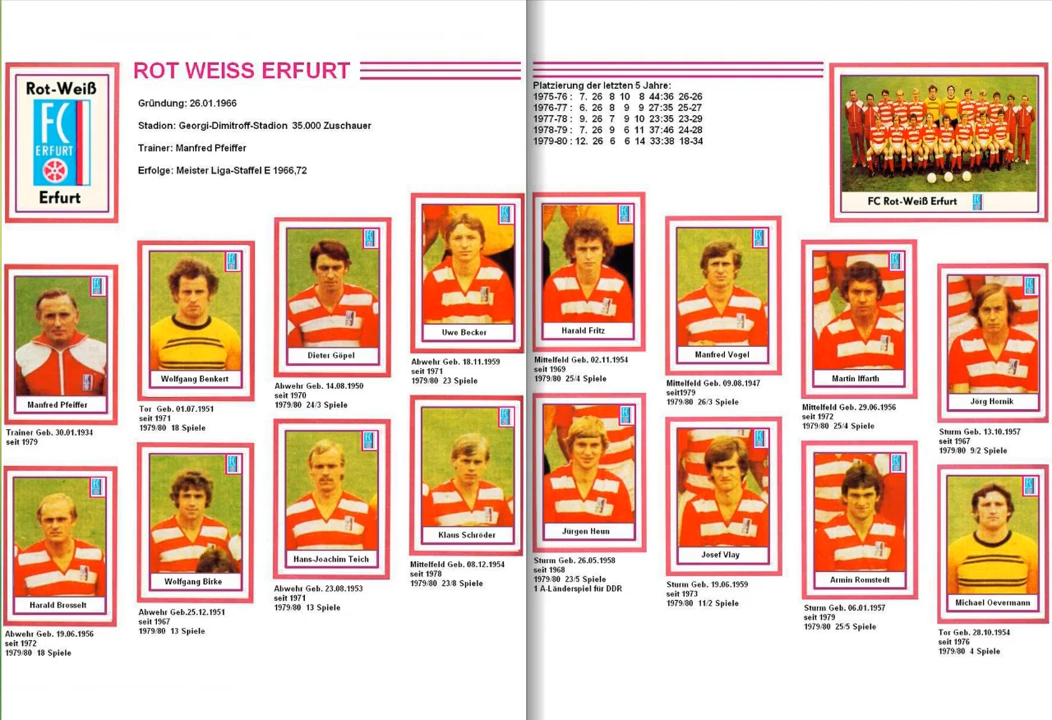 ROT WEISS ERFURT
Rot-Weiß
FC
ERFURT
Erfurt
Gründung: 26.01.1966
Stadion: Georgi-Dimitroff-Stadion 35.000 Zuschauer
Trainer: Manfred Pfeiffer
Erfolge: Meister Liga-Staffel E 1966,72
Platzierung der letzten 5 Jahre:
1975-76 : 7. 26 8 10 8 44:36 26-26
1976-77 : 6. 26 8 9 9 27:35 25-27
1977-78 : 9. 26 7 9 10 23:35 23-29
1978-79 : 7. 26 9 6 11 37:46 24-28
1979-80 : 12. 26 6 6 14 33:38 18-34
FC Rot-Weiß Erfurt
Manfred Pfeiffer
Trainer Geb. 30.01.1934
seit 1979
Wolfgang Benkert
Tor Geb. 01.07.1951
seit 1971
1979/80 18 Spiele
Dieter Göpel
Abwehr Geb. 14.08.1950
seit 1970
1979/80 24/3 Spiele
Uwe Becker
Abwehr Geb. 18.11.1959
seit 1971
1979/80 23 Spiele
Harald Fritz
Mittelfeld Geb. 02.11.1954
seit 1969
1979/80 25/4 Spiele
Manfred Vogel
Mittelfeld Geb. 09.08.1947
seit1979
1979/80 26/3 Spiele
Martin Iffarth
Mittelfeld Geb. 29.06.1956
seit 1972
1979/80 25/4 Spiele
Jörg Hornik
Sturm Geb. 13.10.1957
seit 1967
1979/80 9/2 Spiele
Harald Brosselt
Abwehr Geb. 19.06.1956
seit 1972
1979/80 18 Spiele
Wolfgang Birke
Abwehr Geb.25.12.1951
seit 1967
1979/80 13 Spiele
Hans-Joachim Teich
Abwehr Geb. 23.08.1953
seit 1971
1979/80 13 Spiele
Klaus Schröder
Mittelfeld Geb. 08.12.1954
seit 1978
1979/80 23/8 Spiele
Jürgen Heun
Sturm Geb. 26.05.1958
seit 1968
1979/80 23/5 Spiele
1 A-Länderspiel für DDR
Josef Vlay
Sturm Geb. 19.06.1959
seit 1973
1979/80 11/2 Spiele
Armin Romstedt
Sturm Geb. 06.01.1957
seit 1979
1979/80 25/5 Spiele
Michael Oevermann
Tor Geb. 28.10.1954
seit 1976
1979/80 4 Spiele